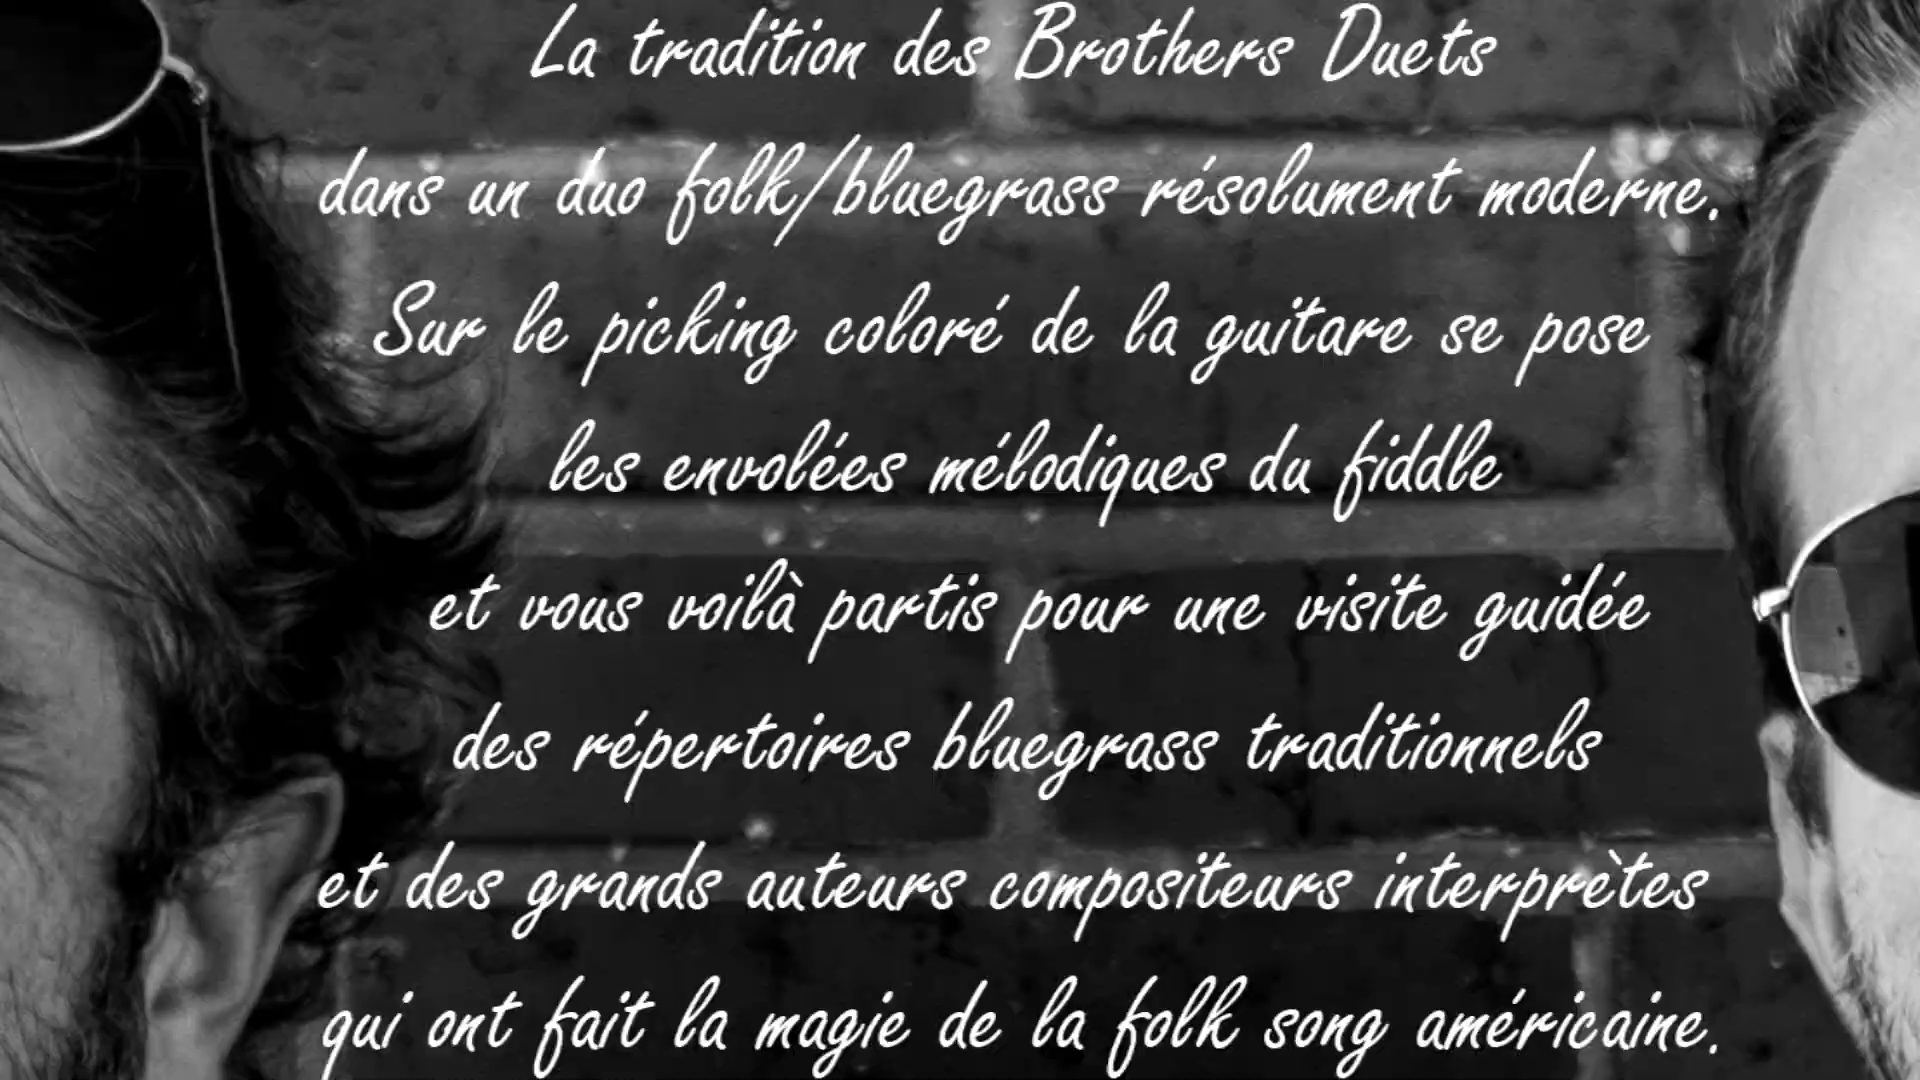 La tradition des Brothers Duets
dans un duo folk/bluegrass résolument moderne.
Sur le picking coloré de la guitare se pose
les envolées mélodiques du fiddle
et vous voilà partis pour une visite guidée
des répertoires bluegrass traditionnels
et des grands auteurs compositeurs interprètes
qui ont fait la magie de la folk song américaine.